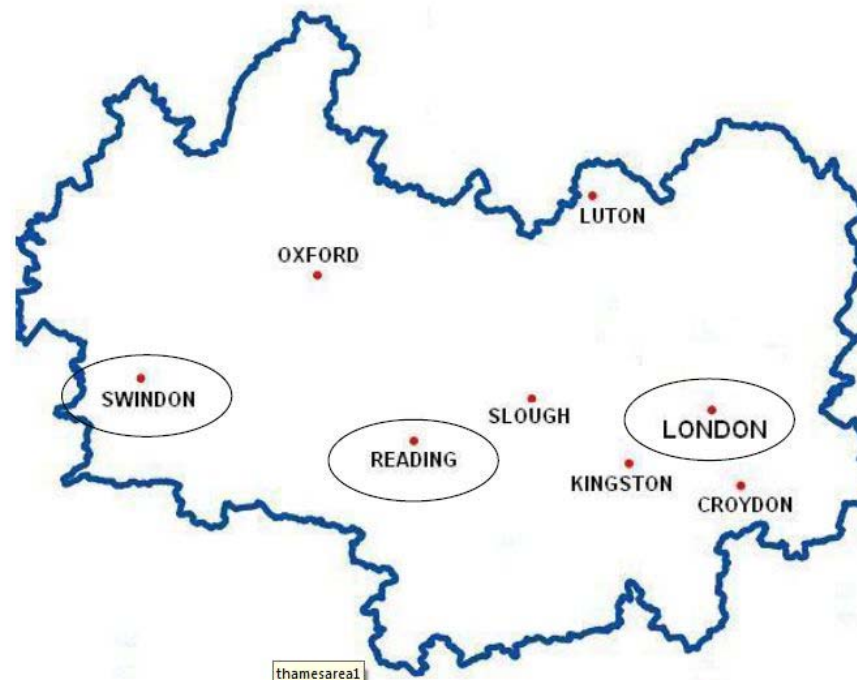 LUTON
OXFORD
SWINDON
SLOUGH
LONDON
READING
KINGSTON
CROYDON
thamesarea1